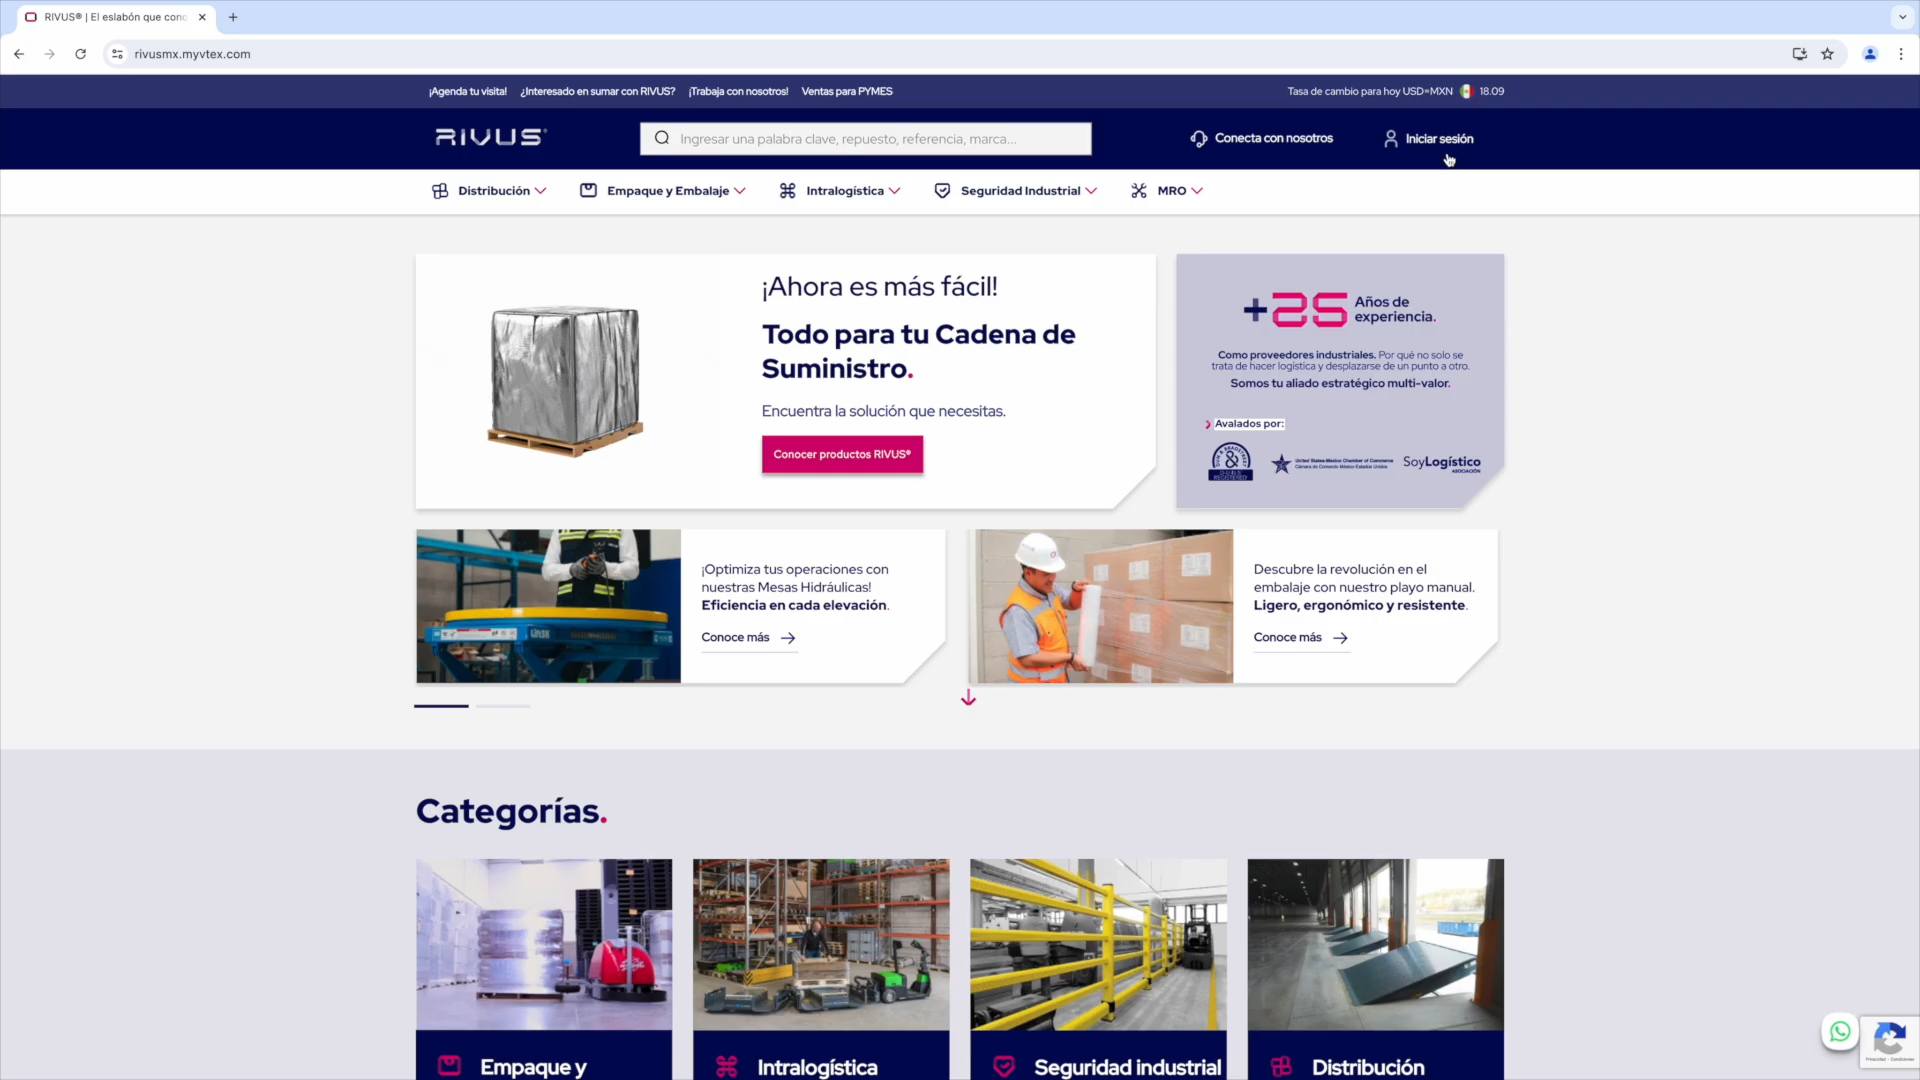 RIVUS® | El eslabón que cono
rivusmx.myvtex.com
¡Agenda tu visita! ¿Interesado en sumar con RIVUS? ¡Trabaja con nosotros! Ventas para PYMES
Tasa de cambio para hoy USD=MXN 18.09
RIVUS®
Ingresar una palabra clave, repuesto, referencia, marca...
Conecta con nosotros
Iniciar sesión
Distribución Empaque y Embalaje Intralogística Seguridad Industrial MRO
¡Ahora es más fácil!
Todo para tu Cadena de
Suministro.
Encuentra la solución que necesitas.
Conocer productos RIVUS®
+25 Años de
experiencia.
Como proveedores industriales. Por qué no solo se
trata de hacer logística y desplazarse de un punto a otro.
Somos tu aliado estratégico multi-valor.
Avalados por:
United States-Mexico Chamber of Commerce
Cámara de Comercio México-Estados Unidos
SoyLogístico
ASOCIACIÓN
¡Optimiza tus operaciones con
nuestras Mesas Hidráulicas!
Eficiencia en cada elevación.
Conoce más
Descubre la revolución en el
embalaje con nuestro playo manual.
Ligero, ergonómico y resistente.
Conoce más
Categorías.
Empaque y
Intralogística
Seguridad industrial
Distribución
Privacidad - Condiciones